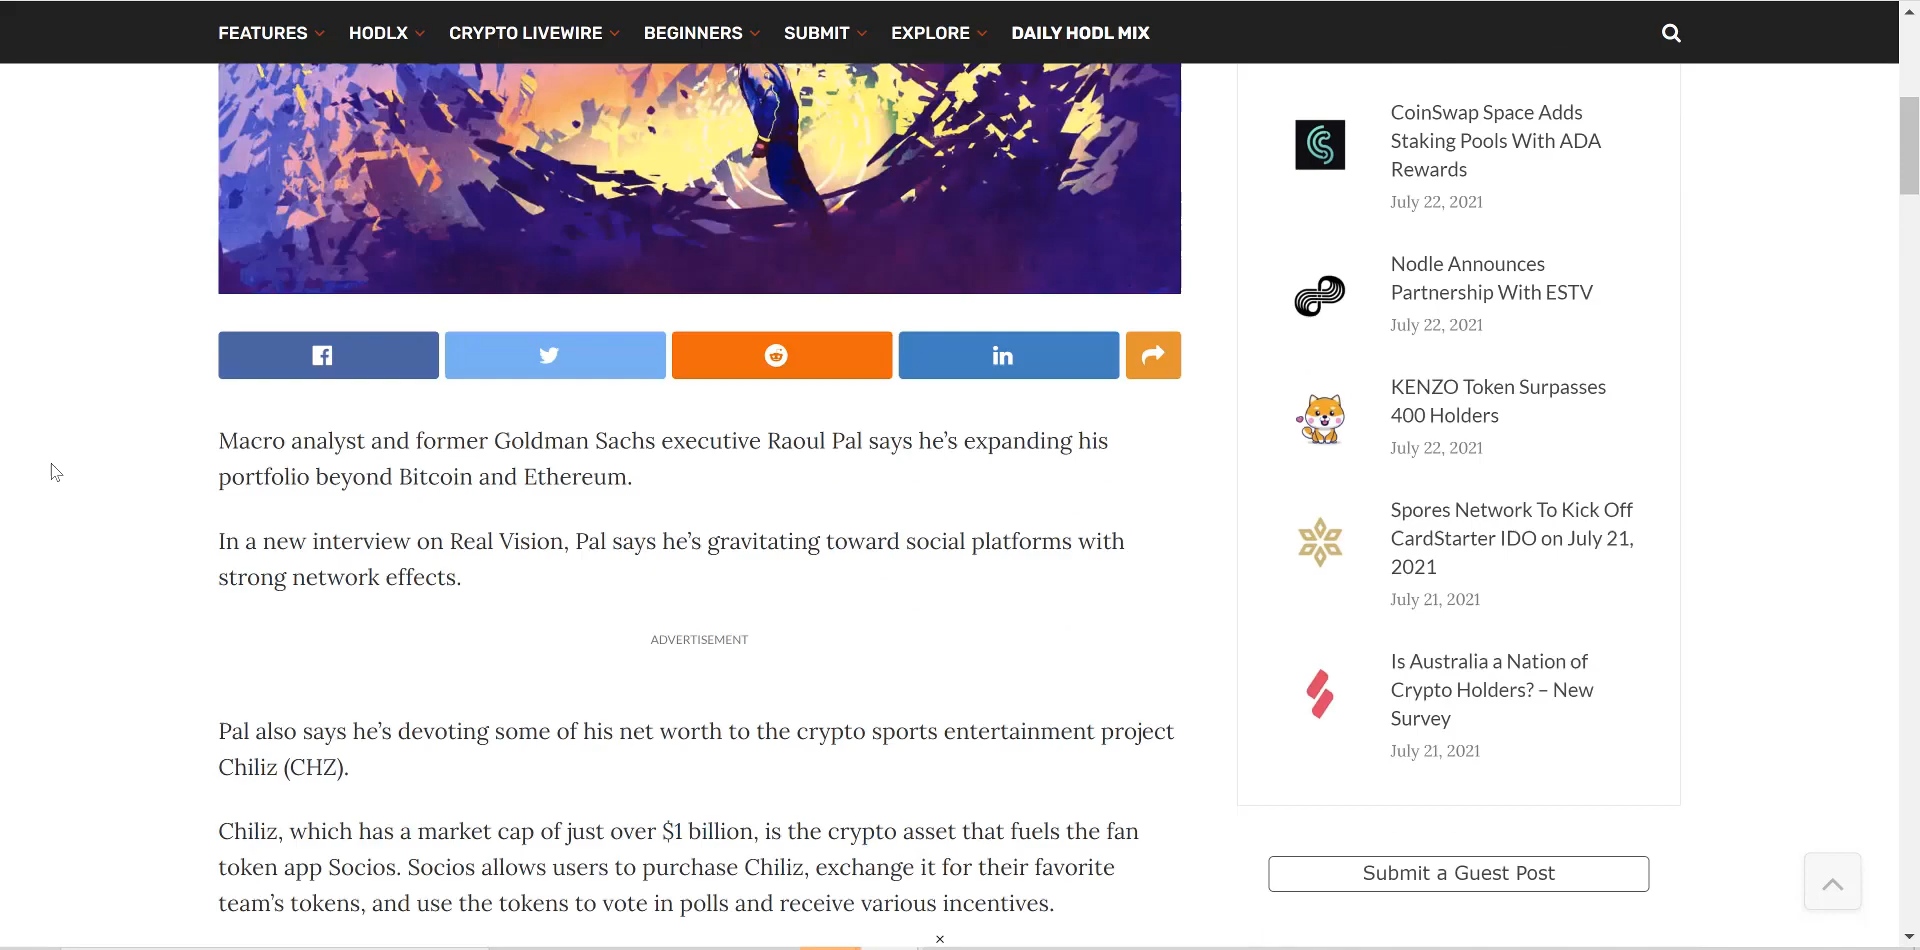 FEATURES HODLX CRYPTO LIVEWIRE BEGINNERS SUBMIT EXPLORE DAILY HODL MIX
Macro analyst and former Goldman Sachs executive Raoul Pal says he’s expanding his
portfolio beyond Bitcoin and Ethereum.
In a new interview on Real Vision, Pal says he’s gravitating toward social platforms with
strong network effects.
ADVERTISEMENT
Pal also says he’s devoting some of his net worth to the crypto sports entertainment project
Chiliz (CHZ).
Chiliz, which has a market cap of just over $1 billion, is the crypto asset that fuels the fan
token app Socios. Socios allows users to purchase Chiliz, exchange it for their favorite
team’s tokens, and use the tokens to vote in polls and receive various incentives.
CoinSwap Space Adds
Staking Pools With ADA
Rewards
July 22, 2021
Nodle Announces
Partnership With ESTV
July 22, 2021
KENZO Token Surpasses
400 Holders
July 22, 2021
Spores Network To Kick Off
CardStarter IDO on July 21,
2021
July 21, 2021
Is Australia a Nation of
Crypto Holders? – New
Survey
July 21, 2021
Submit a Guest Post